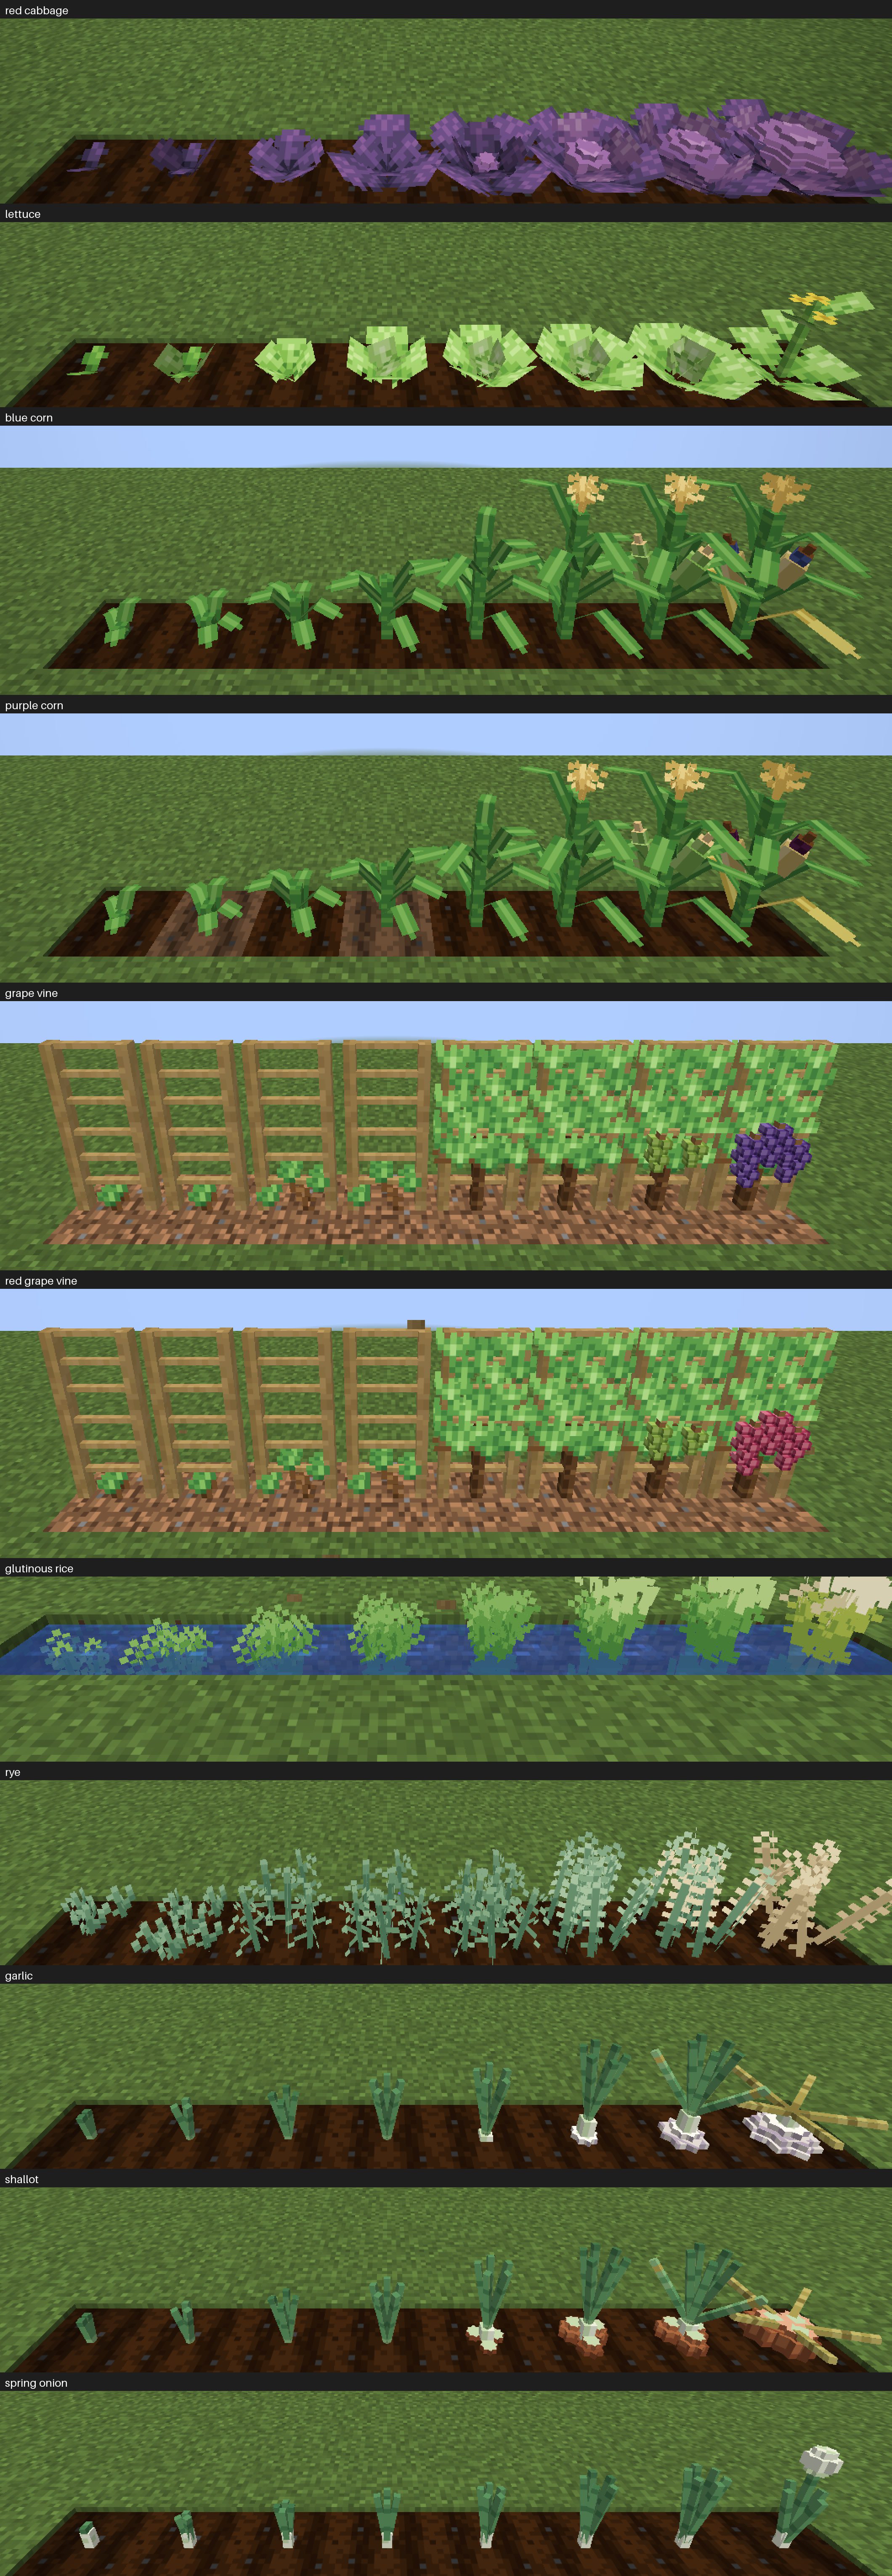 red cabbage
lettuce
blue corn
purple corn
grape vine
red grape vine
glutinous rice
rye
garlic
shallot
spring onion